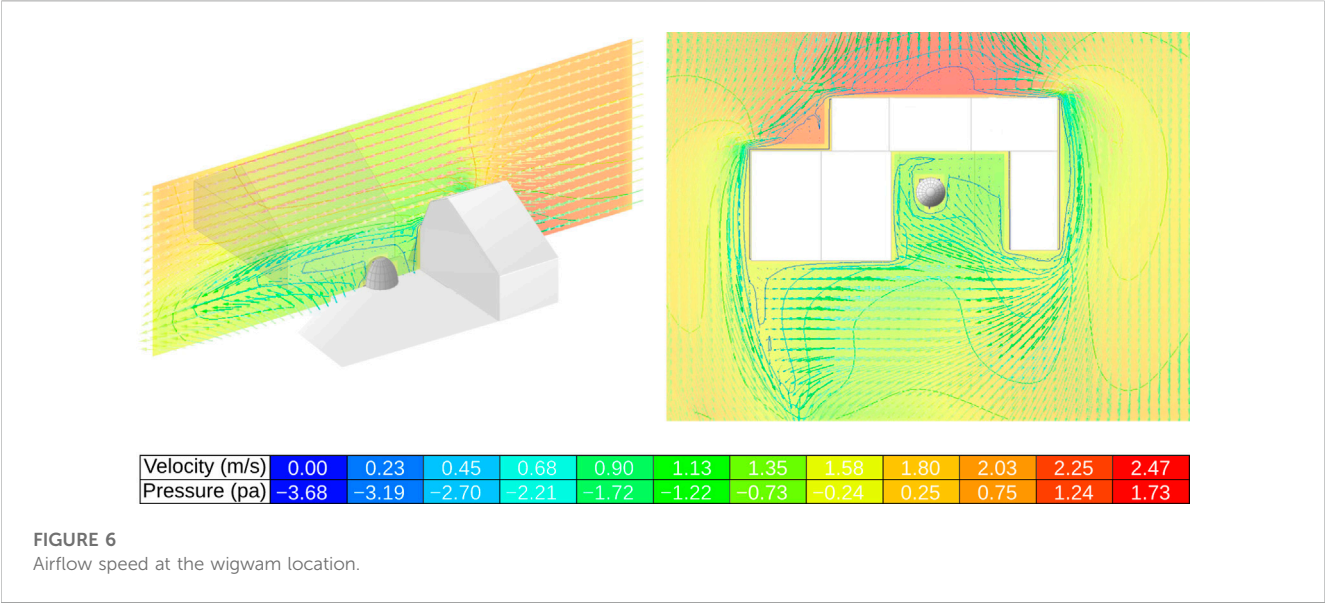 Velocity (m/s) 0.00 0.23 0.45 0.68 0.90 1.13 1.35 1.58 1.80 2.03 2.25 2.47
Pressure (pa) −3.68 −3.19 −2.70 −2.21 −1.72 −1.22 −0.73 −0.24 0.25 0.75 1.24 1.73
FIGURE 6
Airflow speed at the wigwam location.